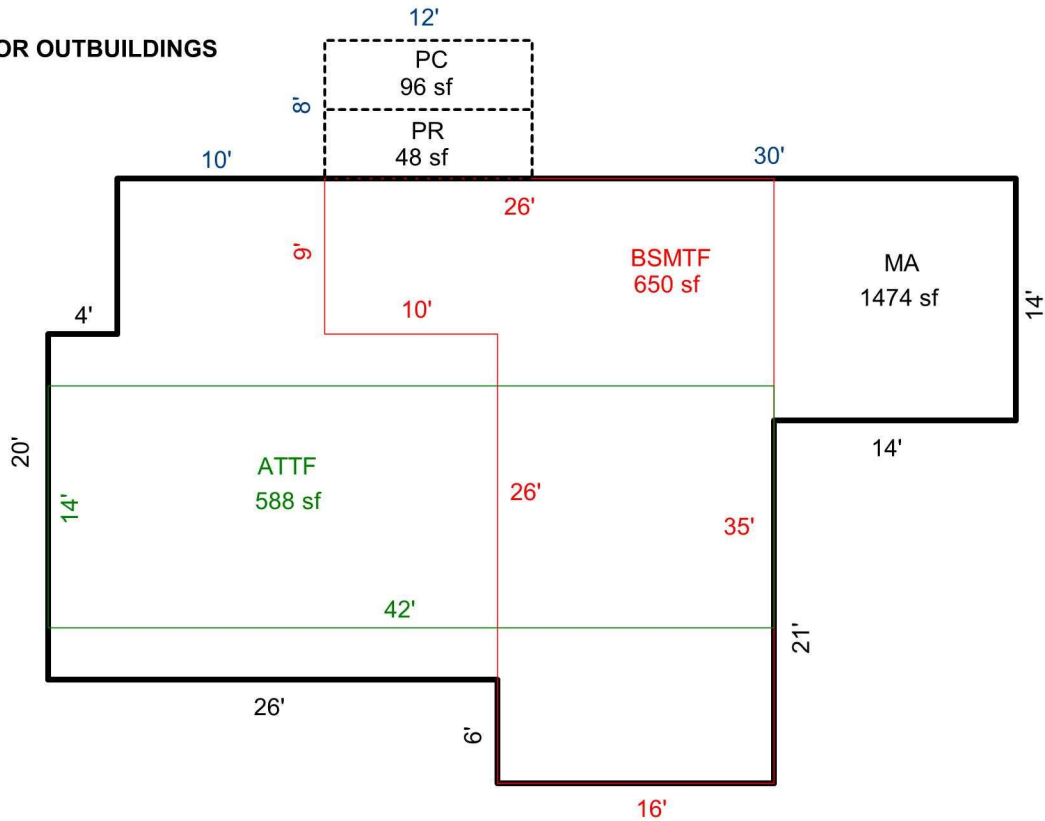 12'
OR OUTBUILDINGS
PC
96 sf
8'
PR
48 sf
10'
30'
26'
9'
BSMTF
650 sf
MA
1474 sf
14'
4'
10'
20'
14'
ATTF
588 sf
14'
26'
35'
42'
21'
26'
6'
16'